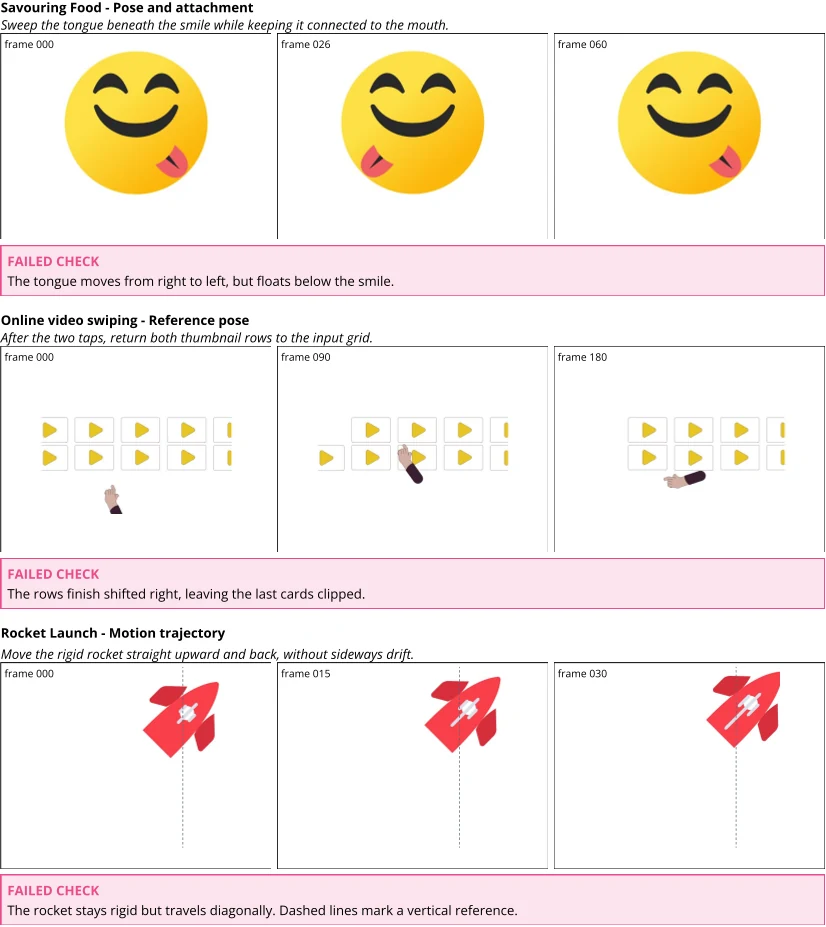 Savouring Food - Pose and attachment
Sweep the tongue beneath the smile while keeping it connected to the mouth.
frame 000
frame 026
frame 060
FAILED CHECK
The tongue moves from right to left, but floats below the smile.
Online video swiping - Reference pose
After the two taps, return both thumbnail rows to the input grid.
frame 000
frame 090
frame 180
FAILED CHECK
The rows finish shifted right, leaving the last cards clipped.
Rocket Launch - Motion trajectory
Move the rigid rocket straight upward and back, without sideways drift.
frame 000
frame 015
frame 030
FAILED CHECK
The rocket stays rigid but travels diagonally. Dashed lines mark a vertical reference.